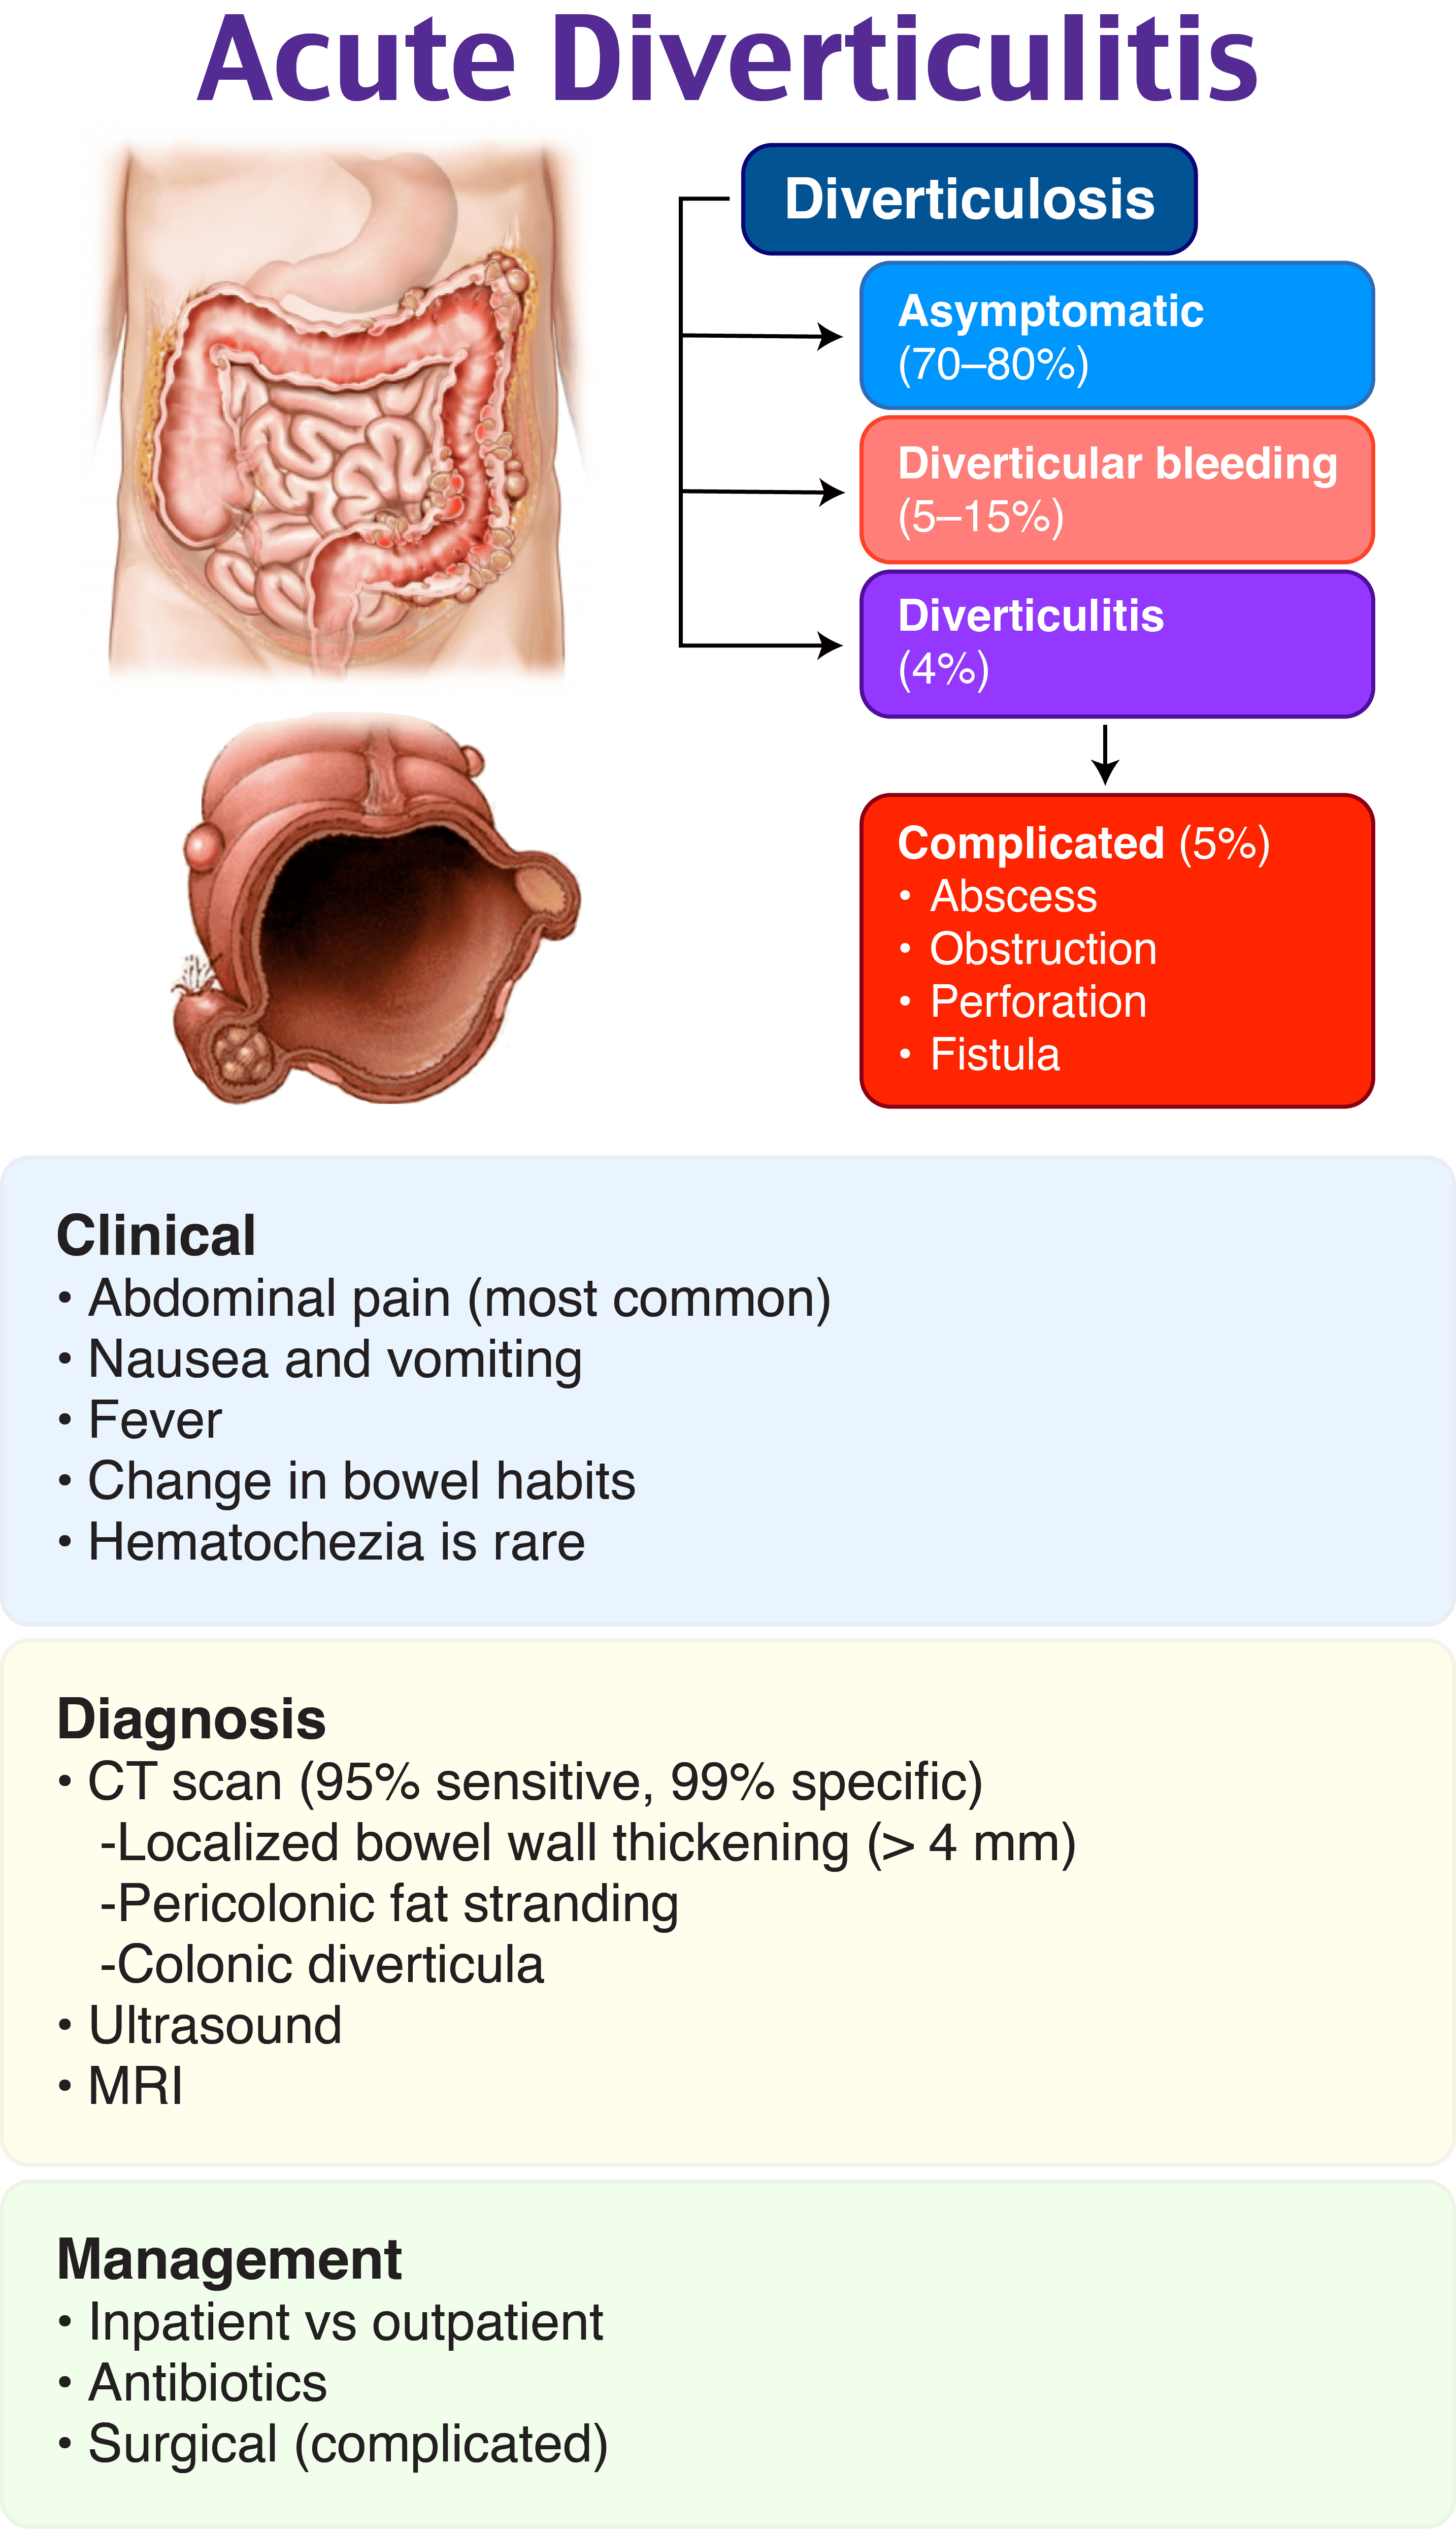 Acute Diverticulitis
Diverticulosis
Asymptomatic
(70–80%)
Diverticular bleeding
(5–15%)
Diverticulitis
(4%)
Complicated (5%)
• Abscess
• Obstruction
• Perforation
• Fistula
Clinical
• Abdominal pain (most common)
• Nausea and vomiting
• Fever
• Change in bowel habits
• Hematochezia is rare
Diagnosis
• CT scan (95% sensitive, 99% specific)
-Localized bowel wall thickening (> 4 mm)
-Pericolonic fat stranding
-Colonic diverticula
• Ultrasound
• MRI
Management
• Inpatient vs outpatient
• Antibiotics
• Surgical (complicated)